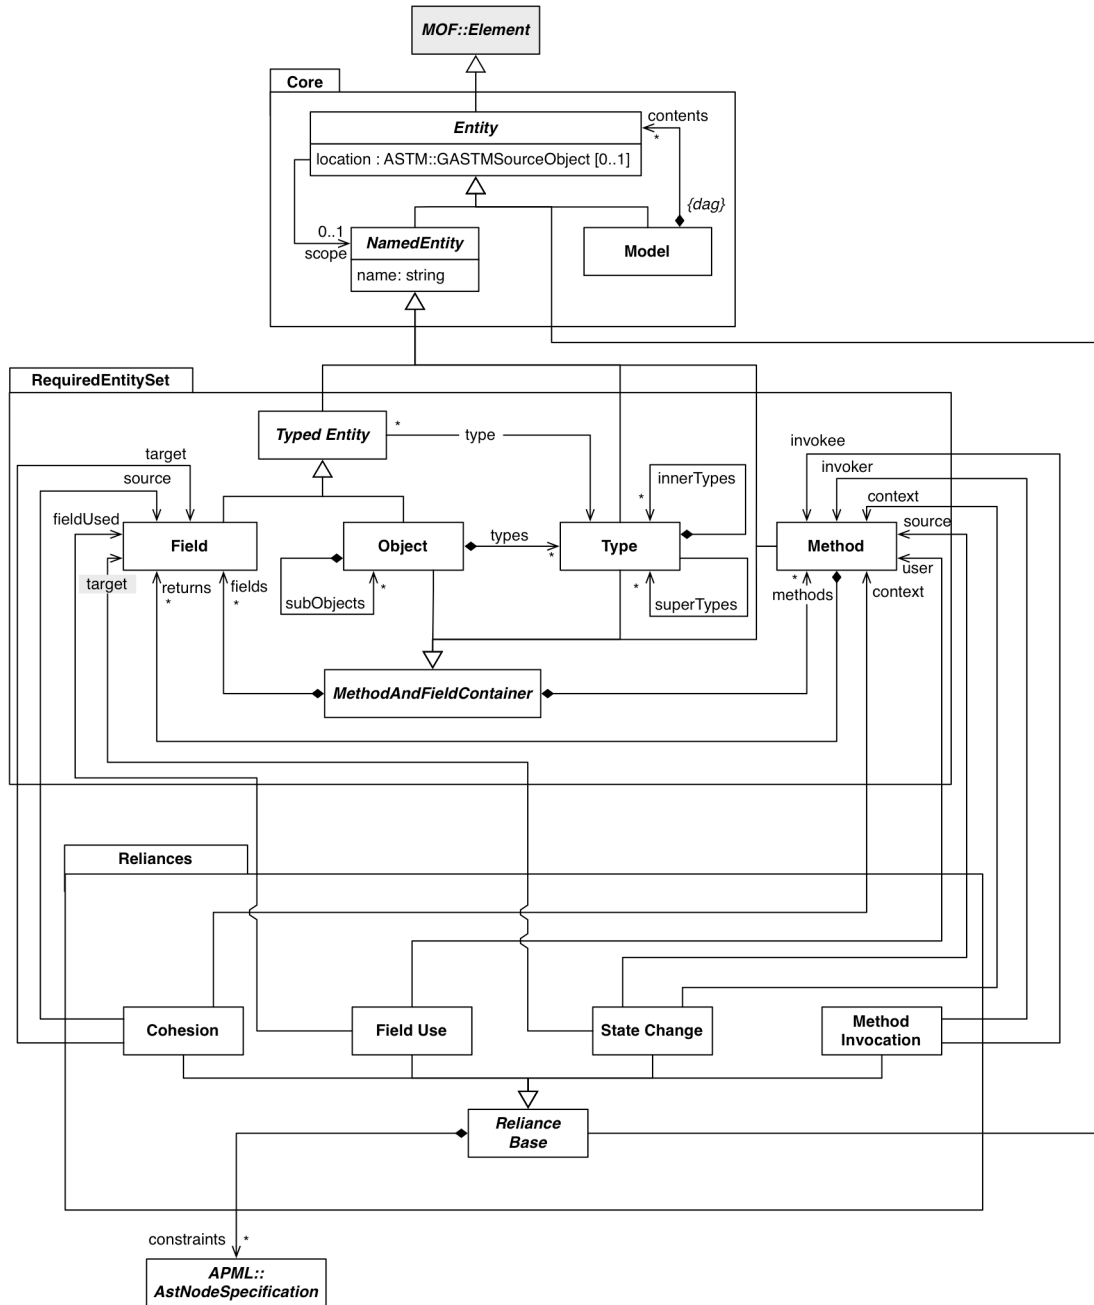 MOF::Element
Core
Entity
contents
*
location : ASTM::GASTMSourceObject [0..1]
{dag}
0..1
scope
NamedEntity
name: string
Model
RequiredEntitySet
Typed Entity
*
type
target
source
fieldUsed
target
innerTypes
*
invokee
invoker
context
source
Field
Object
types
*
Type
Method
user
returns
*
fields
*
subObjects
*
*
superTypes
*
methods
context
MethodAndFieldContainer
Reliances
Cohesion
Field Use
State Change
Method
Invocation
Reliance
Base
constraints
*
APML::
AstNodeSpecification